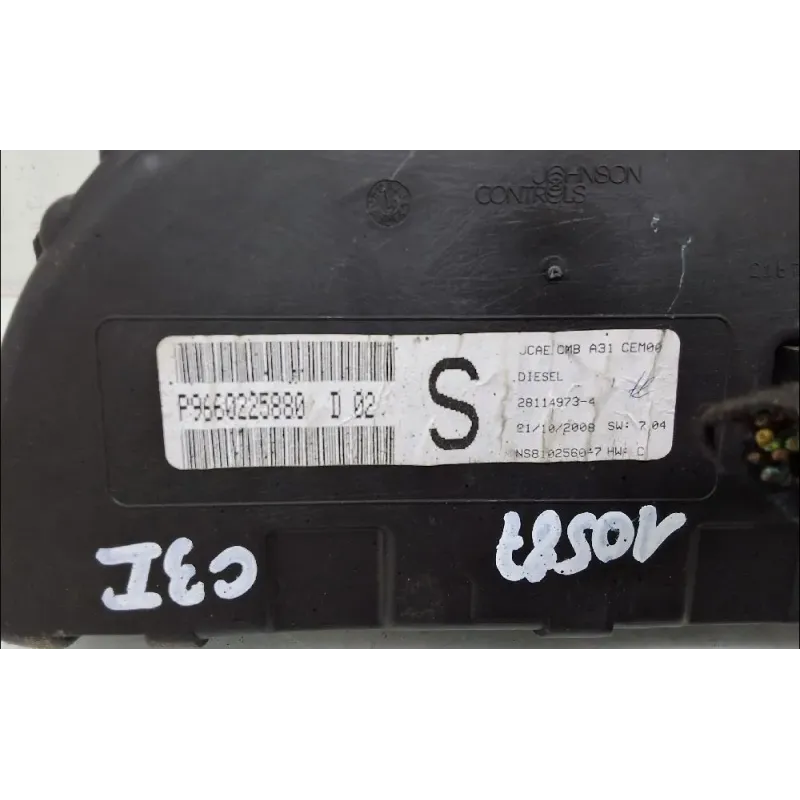 JOHNSON
CONTROLS
P9660225880 D 02
S
JCAE CMB A31 CEM00
DIESEL
28114973-4
21/10/2008 SW: 7.04
NS8102560-7 HW: C
C3I
10587